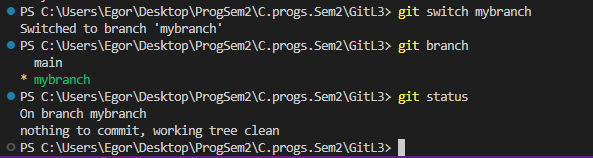 PS C:\Users\Egor\Desktop\ProgSem2\C.progs.Sem2\GitL3> git switch mybranch
Switched to branch 'mybranch'
PS C:\Users\Egor\Desktop\ProgSem2\C.progs.Sem2\GitL3> git branch
  main
* mybranch
PS C:\Users\Egor\Desktop\ProgSem2\C.progs.Sem2\GitL3> git status
On branch mybranch
nothing to commit, working tree clean
PS C:\Users\Egor\Desktop\ProgSem2\C.progs.Sem2\GitL3>